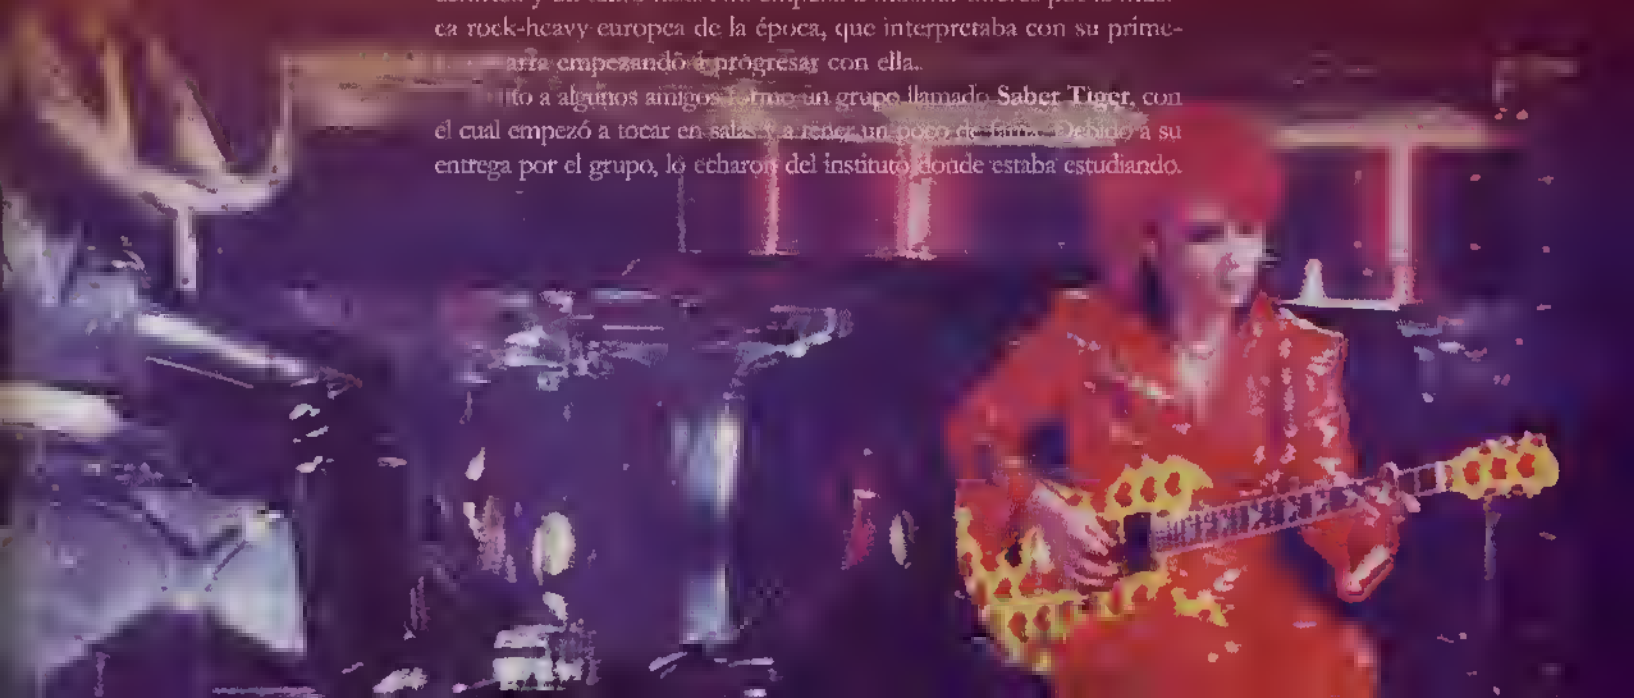 ca rock-heavy europea de la época, que interpretaba con su prime-
empezando a progresar con ella.
a algunos amigos formo un grupo llamado Saber Tiger, con
el cual empezó a tocar en salas y a tener un poco de fama. Debido a su
entrega por el grupo, lo echaron del instituto donde estaba estudiando.